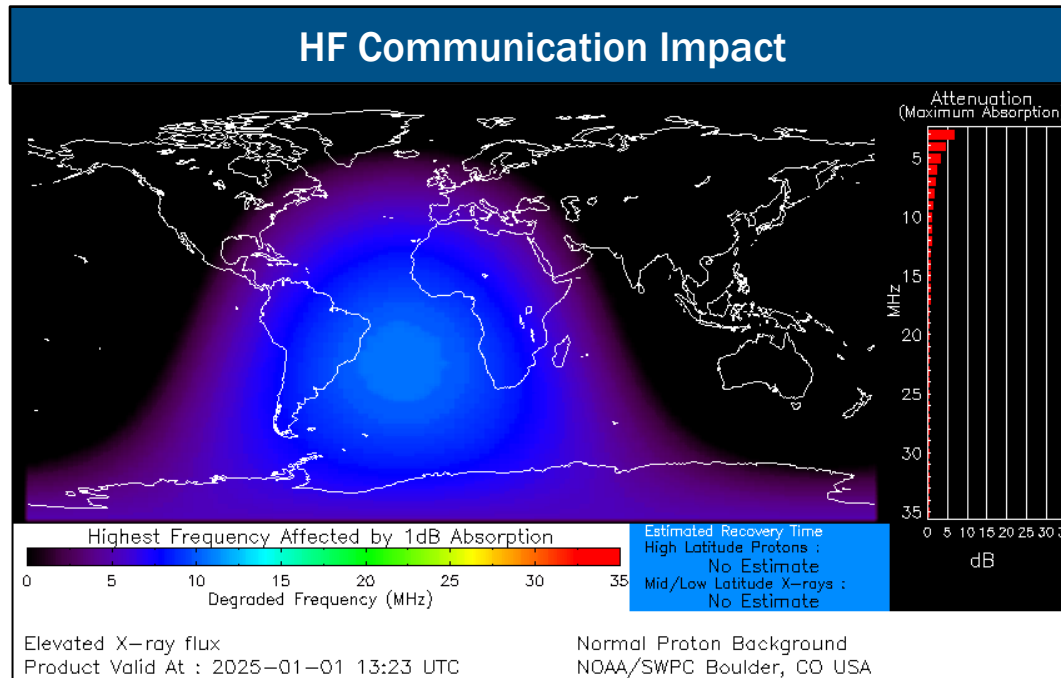 HF Communication Impact
Attenuation
(Maximum Absorption
5
10
15
20
25
30
35
MHz
0 5 10 15 20 25 30 3
dB
Highest Frequency Affected by 1dB Absorption
0 5 10 15 20 25 30 35
Degraded Frequency (MHz)
Estimated Recovery Time
High Latitude Protons :
No Estimate
Mid/Low Latitude X-rays :
No Estimate
Elevated X-ray flux
Product Valid At : 2025-01-01 13:23 UTC
Normal Proton Background
NOAA/SWPC Boulder, CO USA